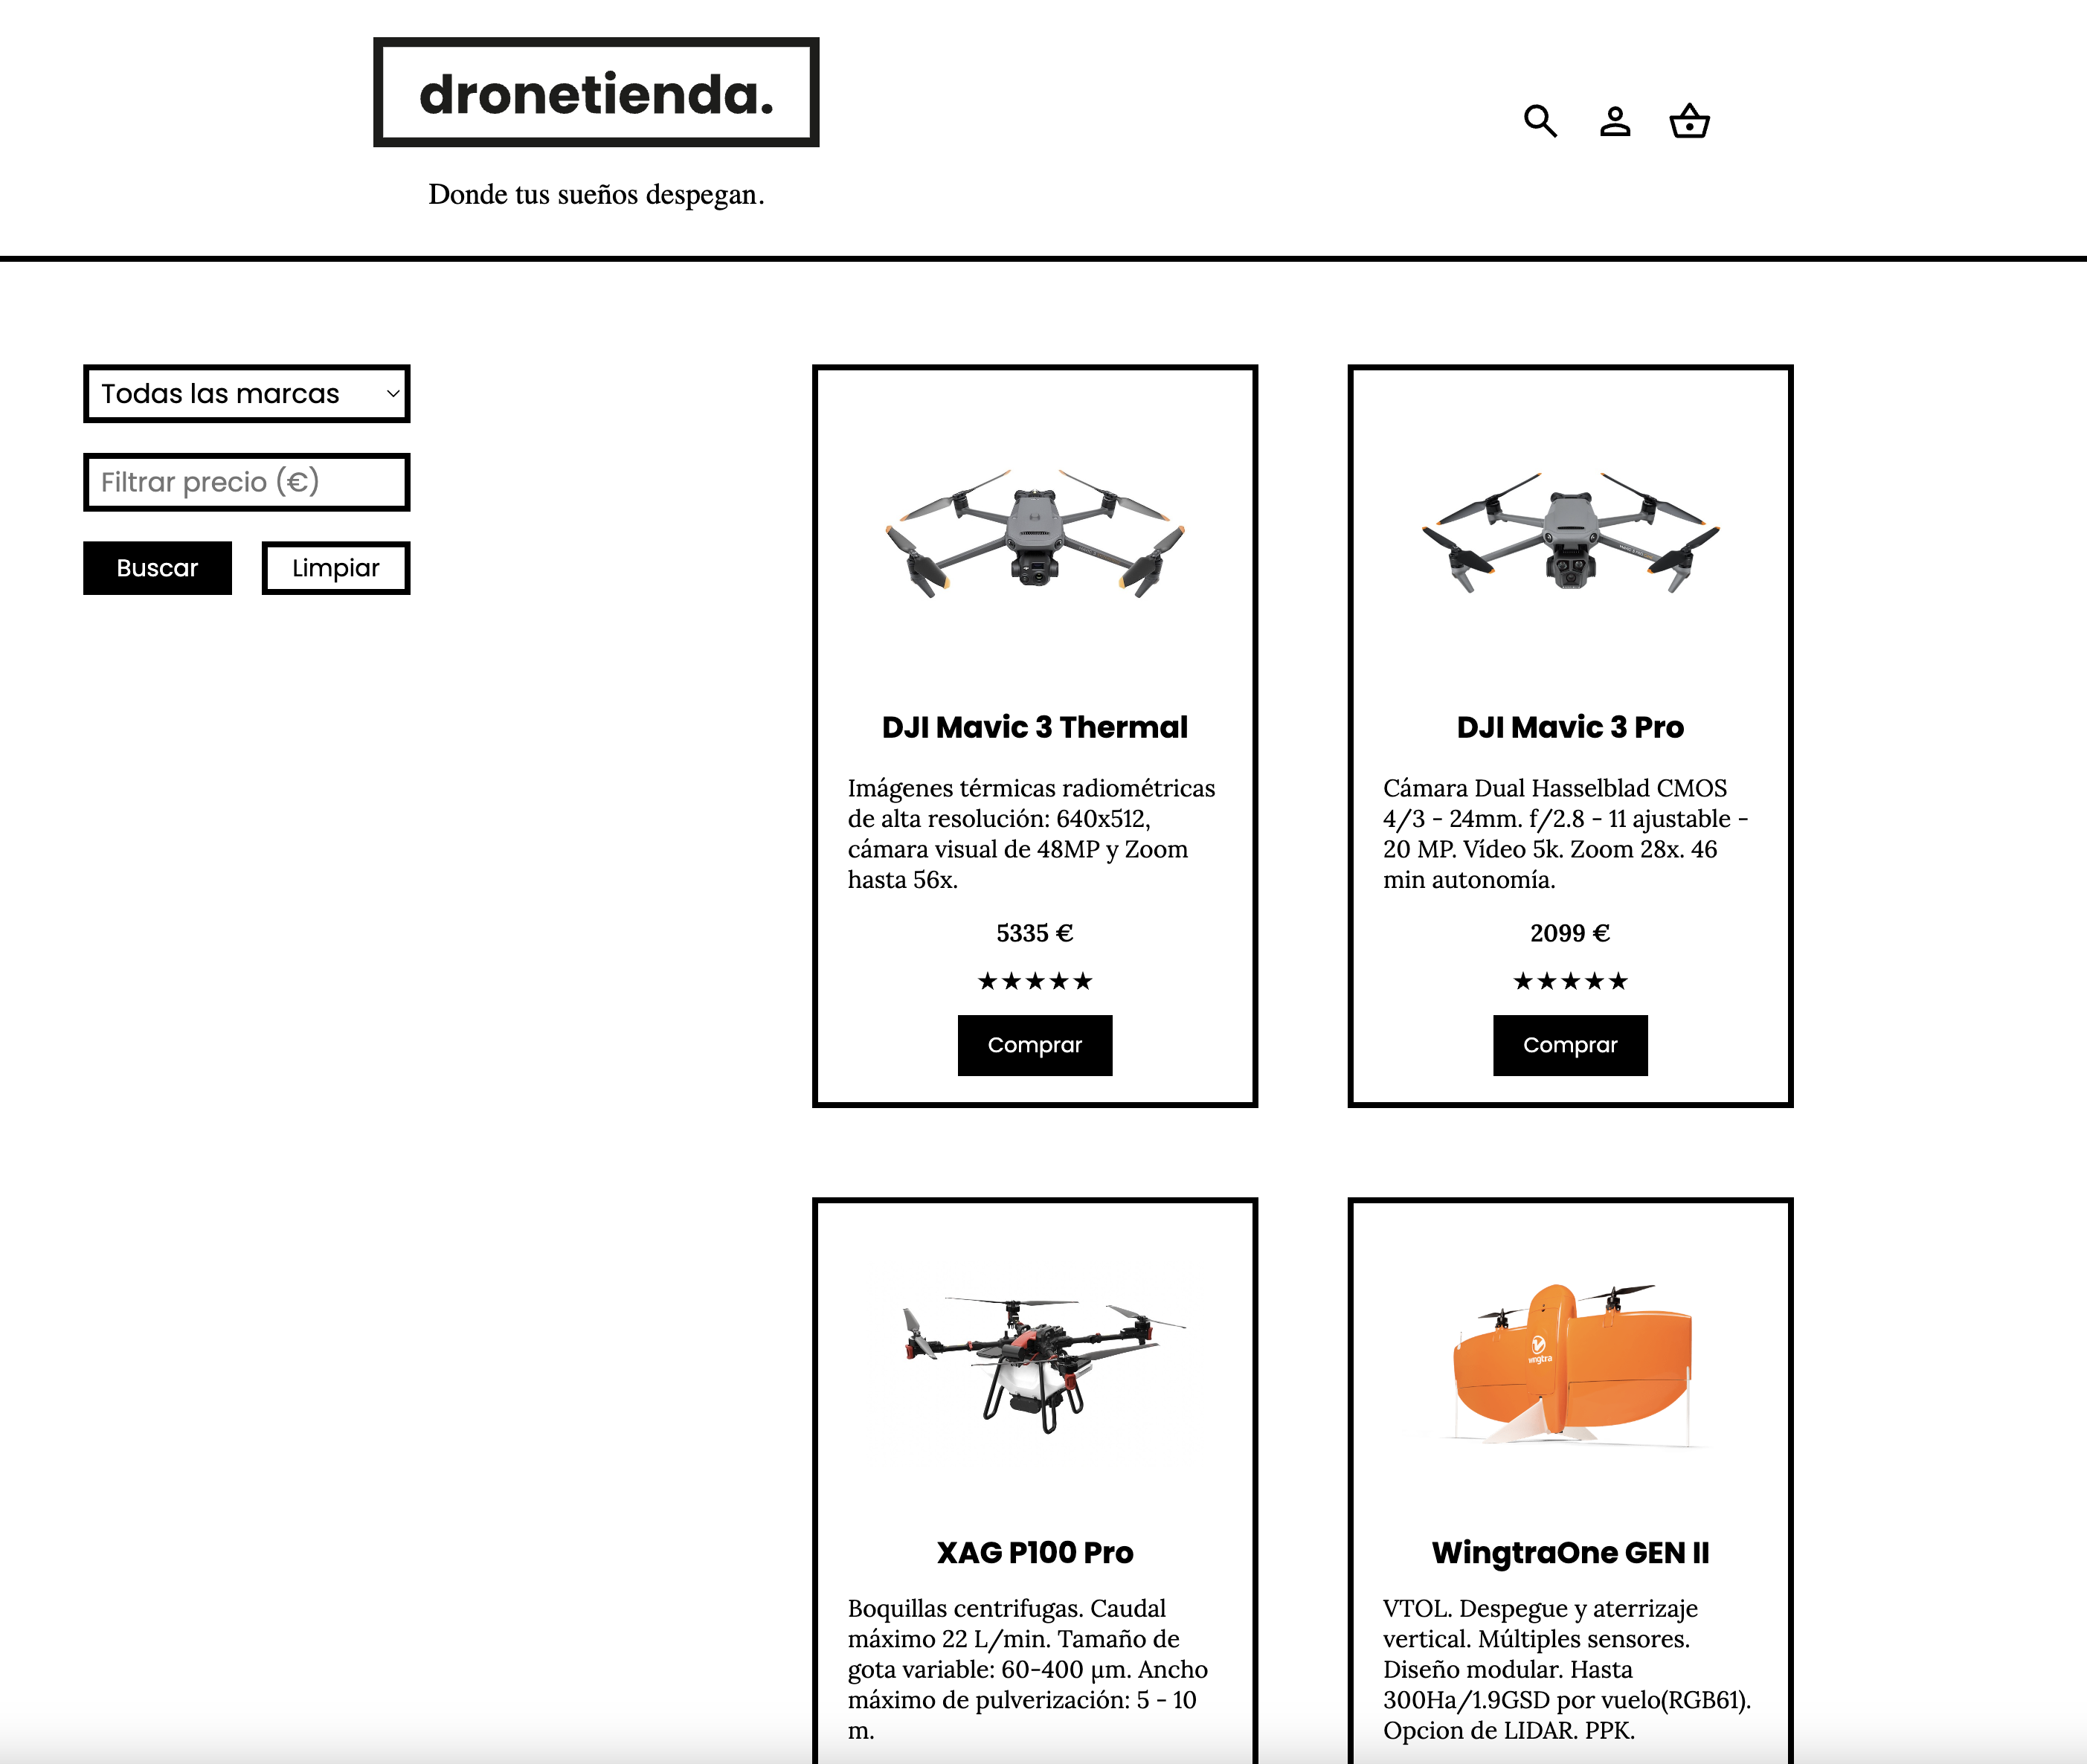 dronetienda.
Donde tus sueños despegan.
Todas las marcas
Filtrar precio (€)
Buscar
Limpiar
DJI Mavic 3 Thermal
Imágenes térmicas radiométricas
de alta resolución: 640x512,
cámara visual de 48MP y Zoom
hasta 56x.
5335 €
★★★★★
Comprar
DJI Mavic 3 Pro
Cámara Dual Hasselblad CMOS
4/3 - 24mm. f/2.8 - 11 ajustable -
20 MP. Vídeo 5k. Zoom 28x. 46
min autonomía.
2099 €
★★★★★
Comprar
XAG P100 Pro
Boquillas centrifugas. Caudal
máximo 22 L/min. Tamaño de
gota variable: 60-400 μm. Ancho
máximo de pulverización: 5 - 10
m.
wingtra
WingtraOne GEN II
VTOL. Despegue y aterrizaje
vertical. Múltiples sensores.
Diseño modular. Hasta
300Ha/1.9GSD por vuelo(RGB61).
Opcion de LIDAR. PPK.